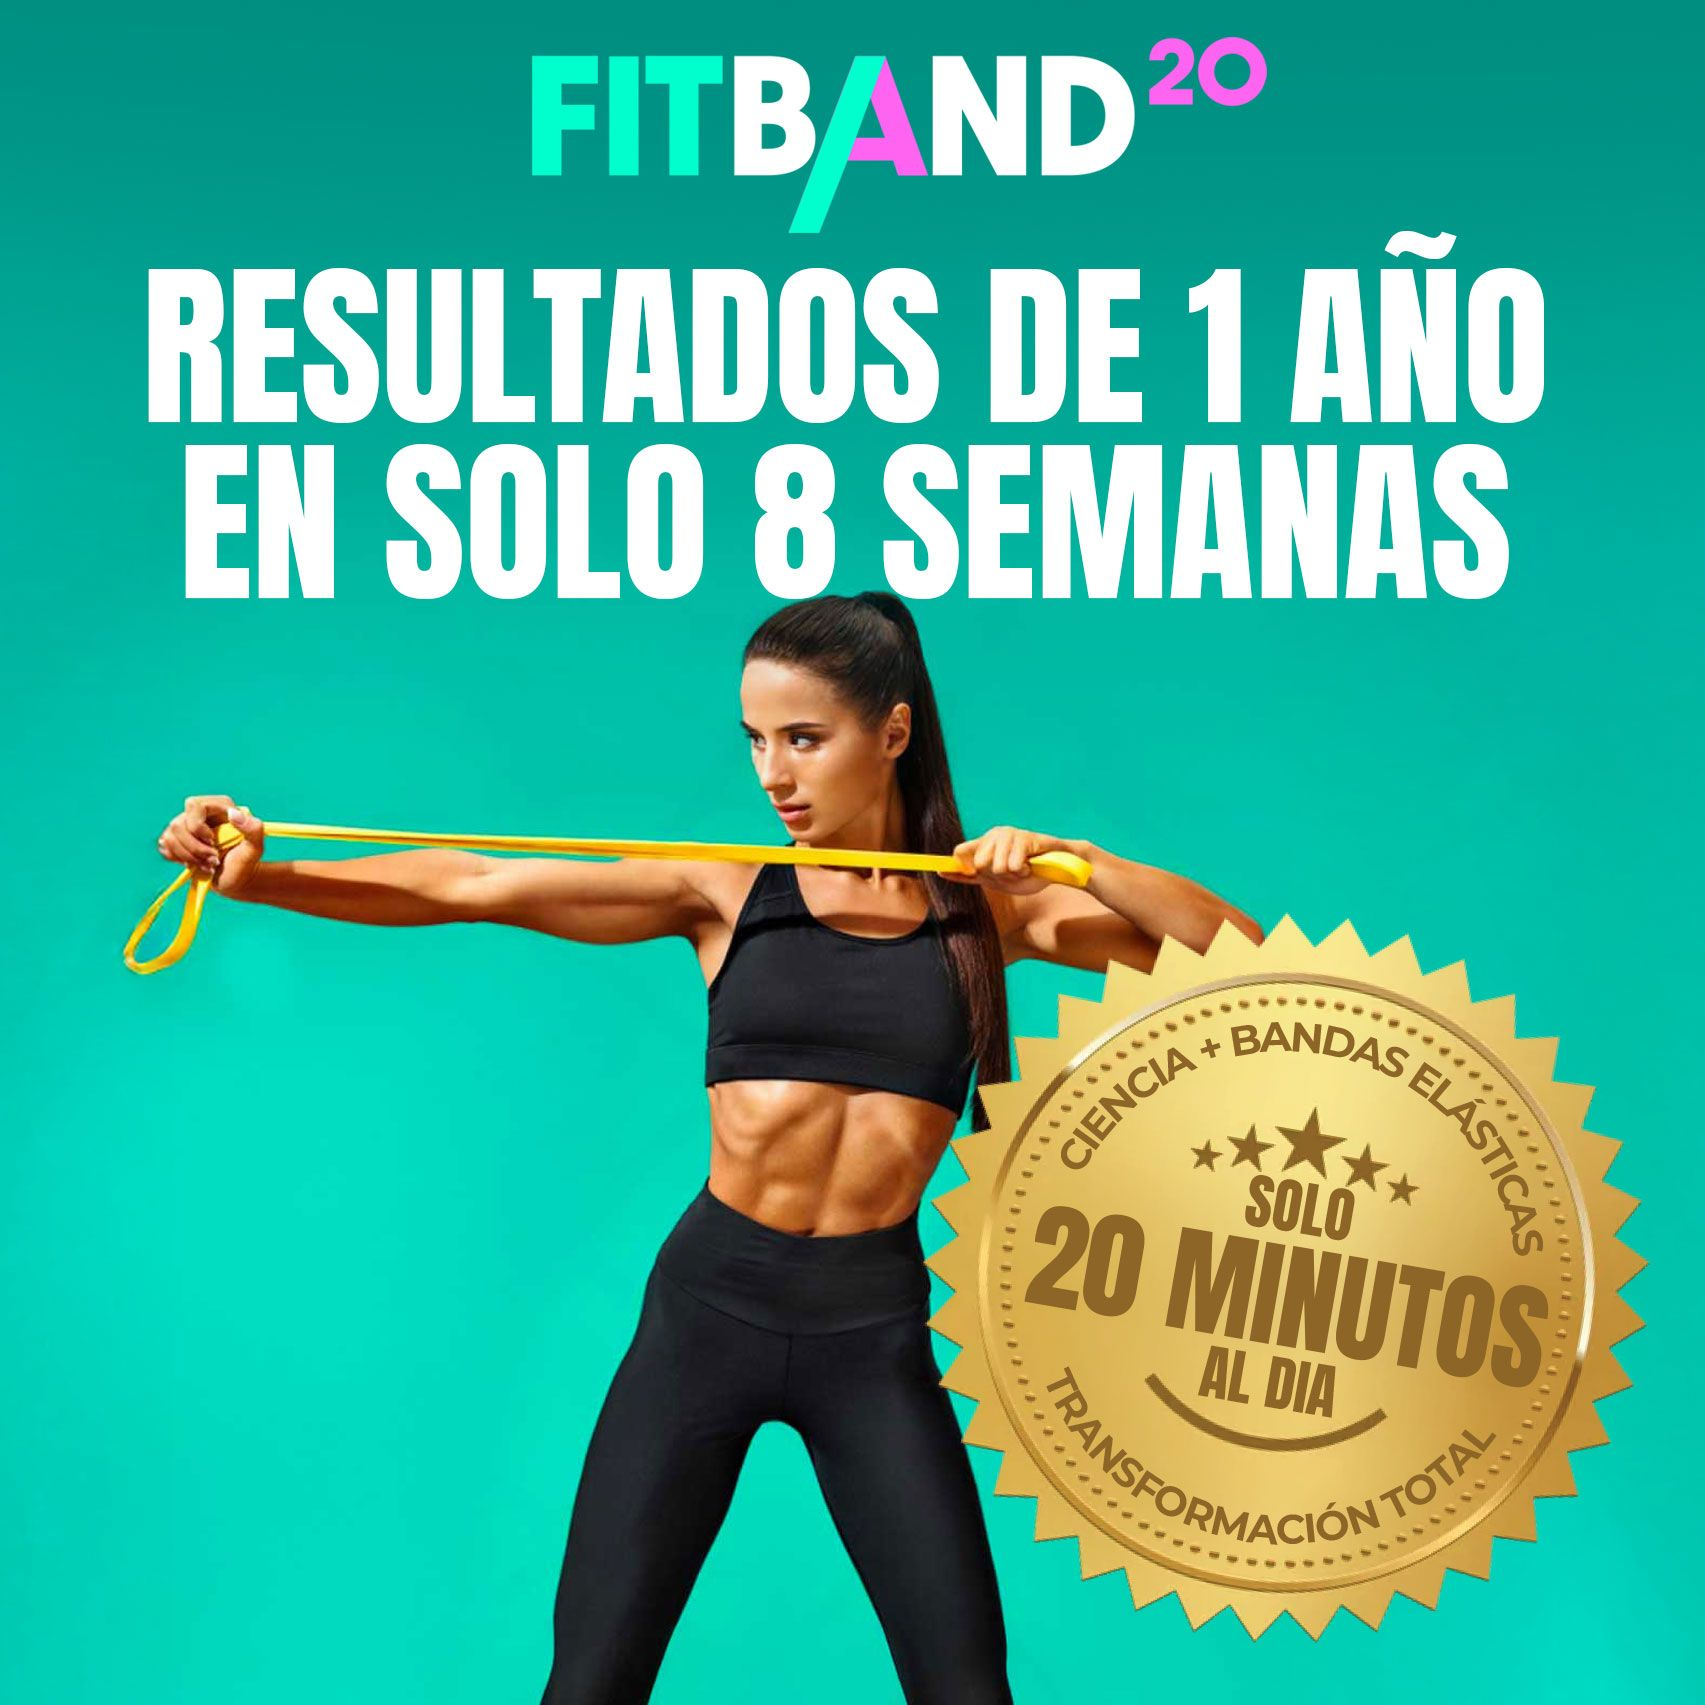 FITBAND20
RESULTADOS DE 1 AÑO
EN SOLO 8 SEMANAS
CIENCIA + BANDAS ELÁSTICAS
SOLO
20 MINUTOS
AL DIA
TRANSFORMACIÓN TOTAL